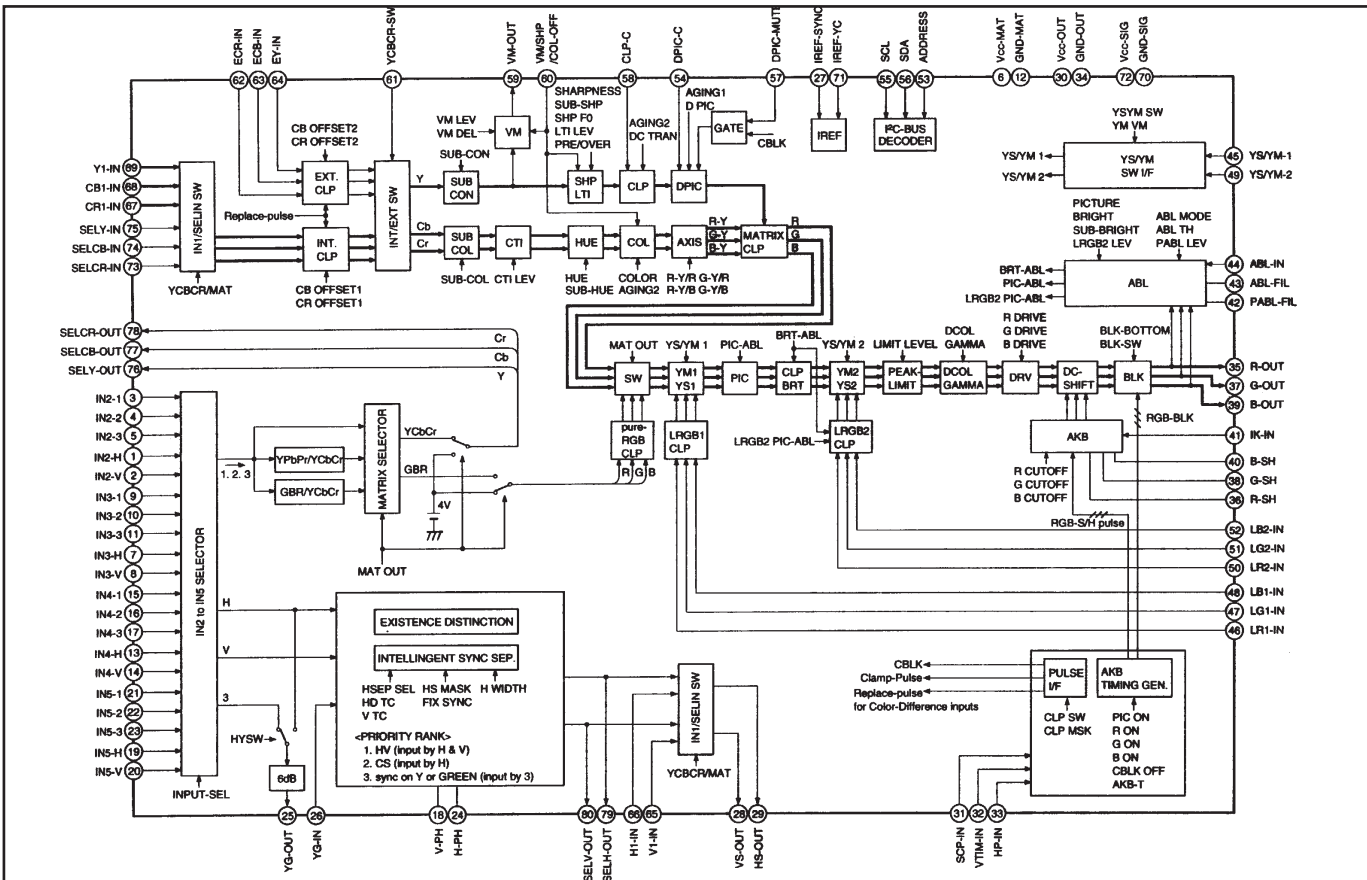 ECR-IN
ECB-IN
EY-IN
YCBCR-SW
VM-OUT
VM/SHP
/COL-OFF
CLP-C
DPIC-C
DPIC-MUTE
IREF-SYNC
IREF-YC
SCL
SDA
ADDRESS
Vcc-MAT
GND-MAT
Vcc-OUT
GND-OUT
Vcc-SIG
GND-SIG
62
63
64
61
59
60
58
54
57
27
71
55
56
53
6
12
30
34
72
70
CB OFFSET2
CR OFFSET2
VM LEV
VM DEL
VM
SHARPNESS
SUB-SHP
SHP F0
LTI LEV
PRE/OVER
AGING2
DC TRAN
AGING1
D PIC
GATE
CBLK
IREF
I²C-BUS
DECODER
YSYM SW
YM VM
YS/YM 1
YS/YM 2
YS/YM
SW I/F
45 YS/YM-1
49 YS/YM-2
Y1-IN 69
CB1-IN 68
CR1-IN 67
SELY-IN 75
SELCB-IN 74
SELCR-IN 73
IN1/SELIN SW
YCBCR/MAT
EXT.
CLP
Replace-pulse
INT.
CLP
CB OFFSET1
CR OFFSET1
INT/EXT SW
Y
Cb
Cr
SUB-CON
SUB
CON
SHP
LTI
CLP
DPIC
SUB
COL
SUB-COL
CTI
CTI LEV
HUE
HUE
SUB-HUE
COL
COLOR
AGING2
AXIS
R-Y/R G-Y/R
R-Y/B G-Y/B
R-Y
G-Y
B-Y
MATRIX
CLP
R
G
B
PICTURE
BRIGHT
SUB-BRIGHT
LRGB2 LEV
ABL MODE
ABL TH
PABL LEV
BRT-ABL
PIC-ABL
LRGB2 PIC-ABL
ABL
44 ABL-IN
43 ABL-FIL
42 PABL-FIL
SELCR-OUT 78
SELCB-OUT 77
SELY-OUT 76
Cr
Cb
Y
MAT OUT
SW
YS/YM 1
YM1
YS1
PIC-ABL
PIC
BRT-ABL
CLP
BRT
YS/YM 2
YM2
YS2
LIMIT LEVEL
PEAK-
LIMIT
DCOL
GAMMA
DCOL
GAMMA
R DRIVE
G DRIVE
B DRIVE
DRV
DC-
SHIFT
BLK-BOTTOM
BLK-SW
BLK
35 R-OUT
37 G-OUT
39 B-OUT
pure-
RGB
CLP
R G B
LRGB1
CLP
LRGB2 PIC-ABL
LRGB2
CLP
RGB-BLK
AKB
R CUTOFF
G CUTOFF
B CUTOFF
RGB-S/H pulse
41 IK-IN
40 B-SH
38 G-SH
36 R-SH
52 LB2-IN
51 LG2-IN
50 LR2-IN
48 LB1-IN
47 LG1-IN
46 LR1-IN
IN2-1 3
IN2-2 4
IN2-3 5
IN2-H 1
IN2-V 2
IN3-1 9
IN3-2 10
IN3-3 11
IN3-H 7
IN3-V 8
IN4-1 15
IN4-2 16
IN4-3 17
IN4-H 13
IN4-V 14
IN5-1 21
IN5-2 22
IN5-3 23
IN5-H 19
IN5-V 20
IN2 to IN5 SELECTOR
INPUT-SEL
1. 2. 3
YPbPr/YCbCr
GBR/YCbCr
MATRIX SELECTOR
YCbCr
GBR
4V
MAT OUT
H
V
3
HYSW
6dB
EXISTENCE DISTINCTION
INTELLINGENT SYNC SEP.
HSEP SEL
HD TC
V TC
HS MASK
FIX SYNC
H WIDTH
<PRIORITY RANK>
1. HV (input by H & V)
2. CS (input by H)
3. sync on Y or GREEN (input by 3)
IN1/SELIN SW
YCBCR/MAT
CBLK
Clamp-Pulse
Replace-pulse
for Color-Difference inputs
PULSE
I/F
CLP SW
CLP MSK
AKB
TIMING GEN.
PIC ON
R ON
G ON
B ON
CBLK OFF
AKB-T
25
26
18
24
80
79
66
65
28
29
31
32
33
YG-OUT
YG-IN
V-PH
H-PH
SELV-OUT
SELH-OUT
H1-IN
V1-IN
VS-OUT
HS-OUT
SCP-IN
VTIM-IN
HP-IN